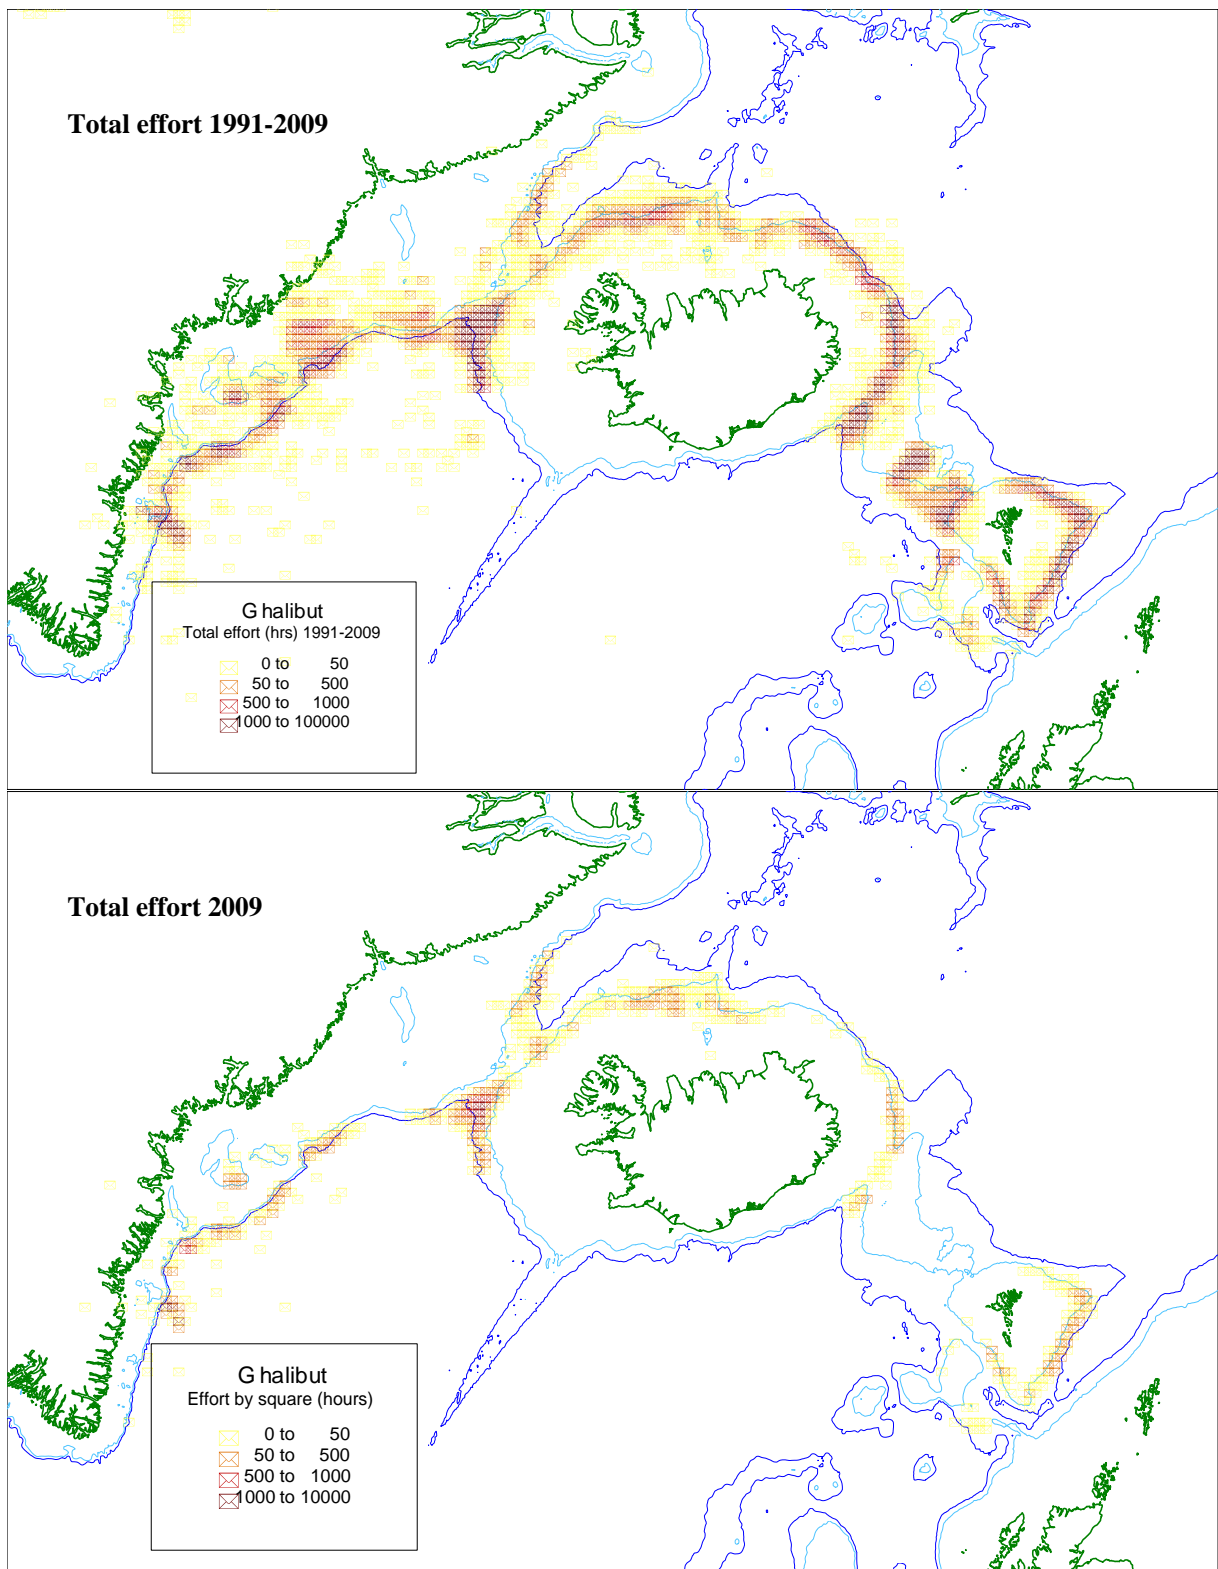 Total effort 1991-2009
G halibut
Total effort (hrs) 1991-2009
0 to 50
50 to 500
500 to 1000
1000 to 100000
Total effort 2009
G halibut
Effort by square (hours)
0 to 50
50 to 500
500 to 1000
1000 to 10000